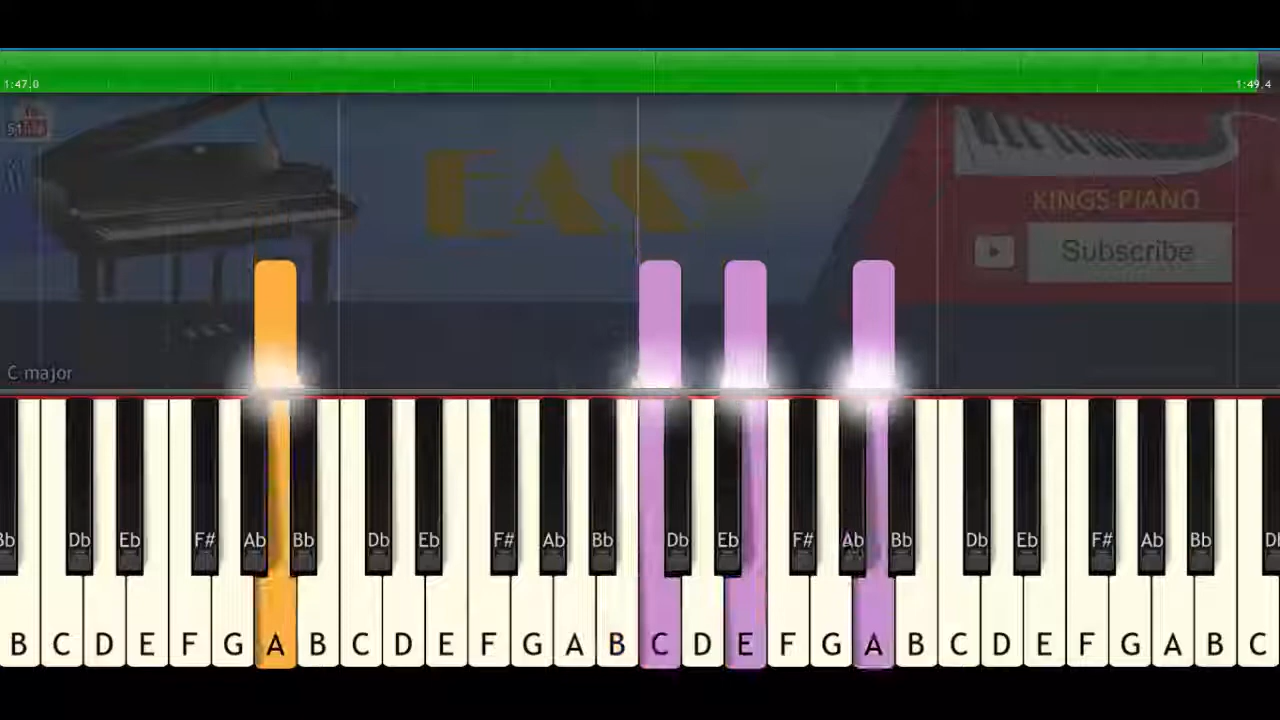 1:47.0
1:49.4
EASY
KINGS PIANO
Subscribe
C major
Db Eb F# Ab Bb Db Eb F# Ab Bb Db Eb F# Ab Bb Db Eb F# Ab Bb
B C D E F G A B C D E F G A B C D E F G A B C D E F G A B C